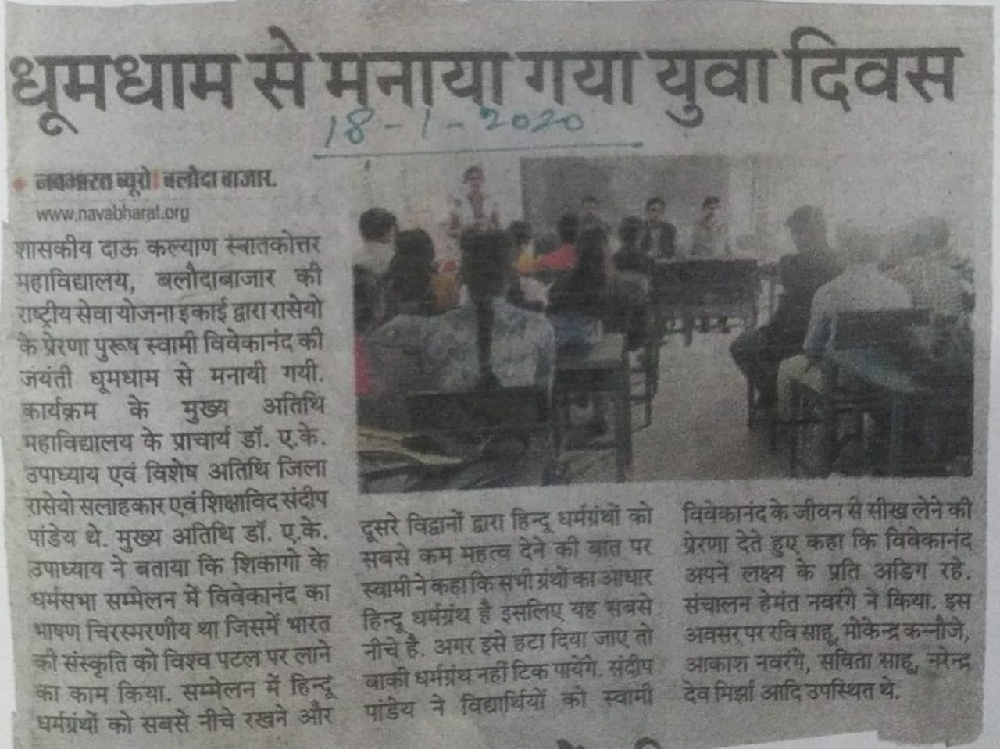 धूमधाम से मनाया गया युवा दिवस
18-1-2020
नवभारत ब्यूरो। बलौदा बाजार.
www.navabharat.org
शासकीय दाऊ कल्याण स्नातकोत्तर
महाविद्यालय, बलौदाबाजार की
राष्ट्रीय सेवा योजना इकाई द्वारा रासेयो
के प्रेरणा पुरूष स्वामी विवेकानंद की
जयंती धूमधाम से मनायी गयी.
कार्यक्रम के मुख्य अतिथि
महाविद्यालय के प्राचार्य डॉ. ए.के.
उपाध्याय एवं विशेष अतिथि जिला
रासेयो सलाहकार एवं शिक्षाविद संदीप
पांडेय थे. मुख्य अतिथि डॉ. ए.के.
उपाध्याय ने बताया कि शिकागो के
धर्मसभा सम्मेलन में विवेकानंद का
भाषण चिरस्मरणीय था जिसमें भारत
की संस्कृति को विश्व पटल पर लाने
का काम किया. सम्मेलन में हिन्दू
धर्मग्रंथों को सबसे नीचे रखने और
दूसरे विद्वानों द्वारा हिन्दू धर्मग्रंथों को
सबसे कम महत्व देने की बात पर
स्वामी ने कहा कि सभी ग्रंथों का आधार
हिन्दू धर्मग्रंथ है इसलिए यह सबसे
नीचे है. अगर इसे हटा दिया जाए तो
बाकी धर्मग्रंथ नहीं टिक पायेंगे. संदीप
पांडेय ने विद्यार्थियों को स्वामी
विवेकानंद के जीवन से सीख लेने की
प्रेरणा देते हुए कहा कि विवेकानंद
अपने लक्ष्य के प्रति अडिग रहे.
संचालन हेमंत नवरंगे ने किया. इस
अवसर पर रवि साहू, मोकेन्द्र कन्नौजे,
आकाश नवरंगे, सविता साहू, नरेन्द्र
देव मिर्झा आदि उपस्थित थे.